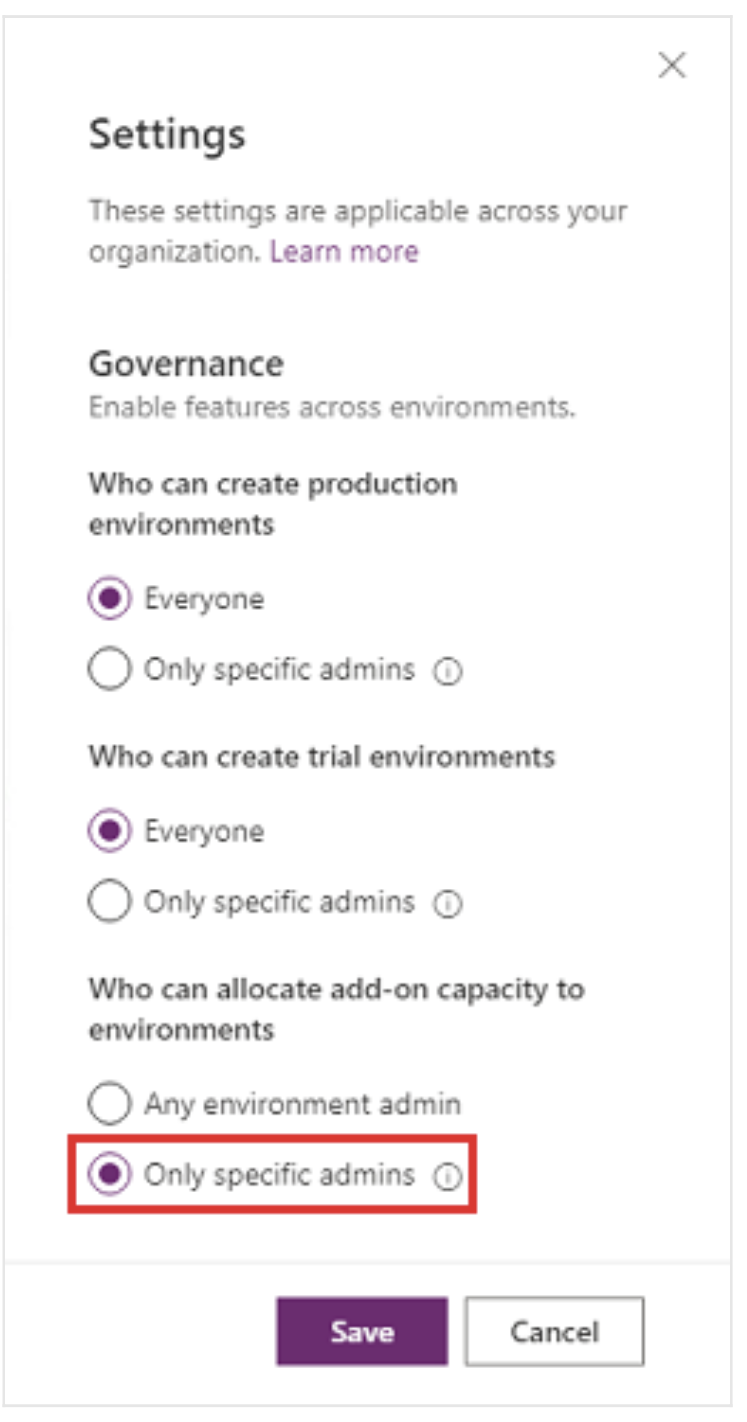 Settings
These settings are applicable across your
organization. Learn more
Governance
Enable features across environments.
Who can create production
environments
Everyone
Only specific admins
Who can create trial environments
Everyone
Only specific admins
Who can allocate add-on capacity to
environments
Any environment admin
Only specific admins
Save
Cancel